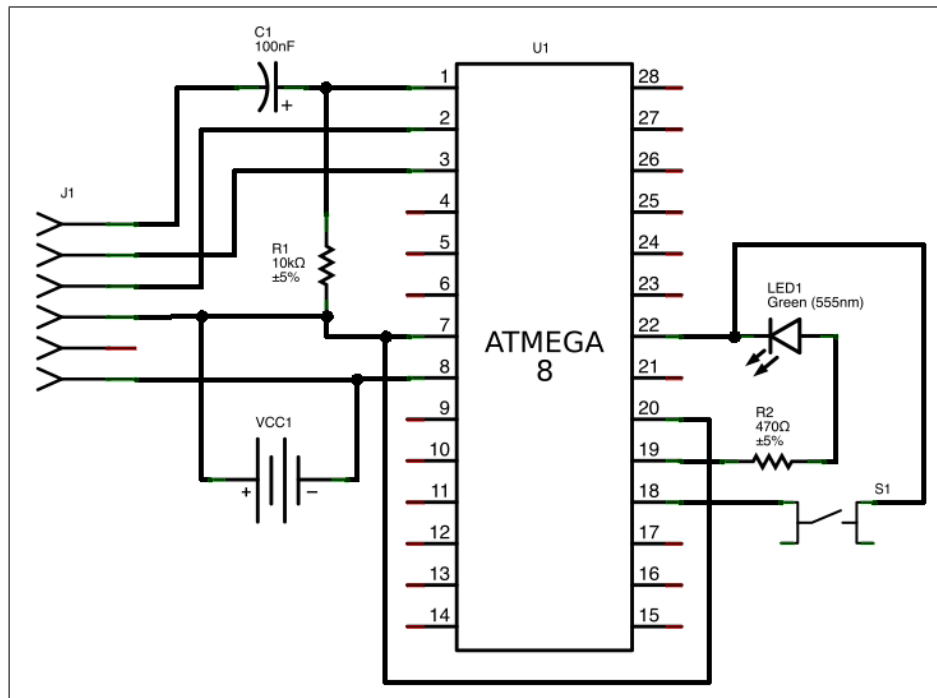 C1
100nF
+
U1
J1
R1
10kΩ
±5%
VCC1
+
−
1
2
3
4
5
6
7
8
9
10
11
12
13
14
ATMEGA
8
28
27
26
25
24
23
22
21
20
19
18
17
16
15
LED1
Green (555nm)
R2
470Ω
±5%
S1